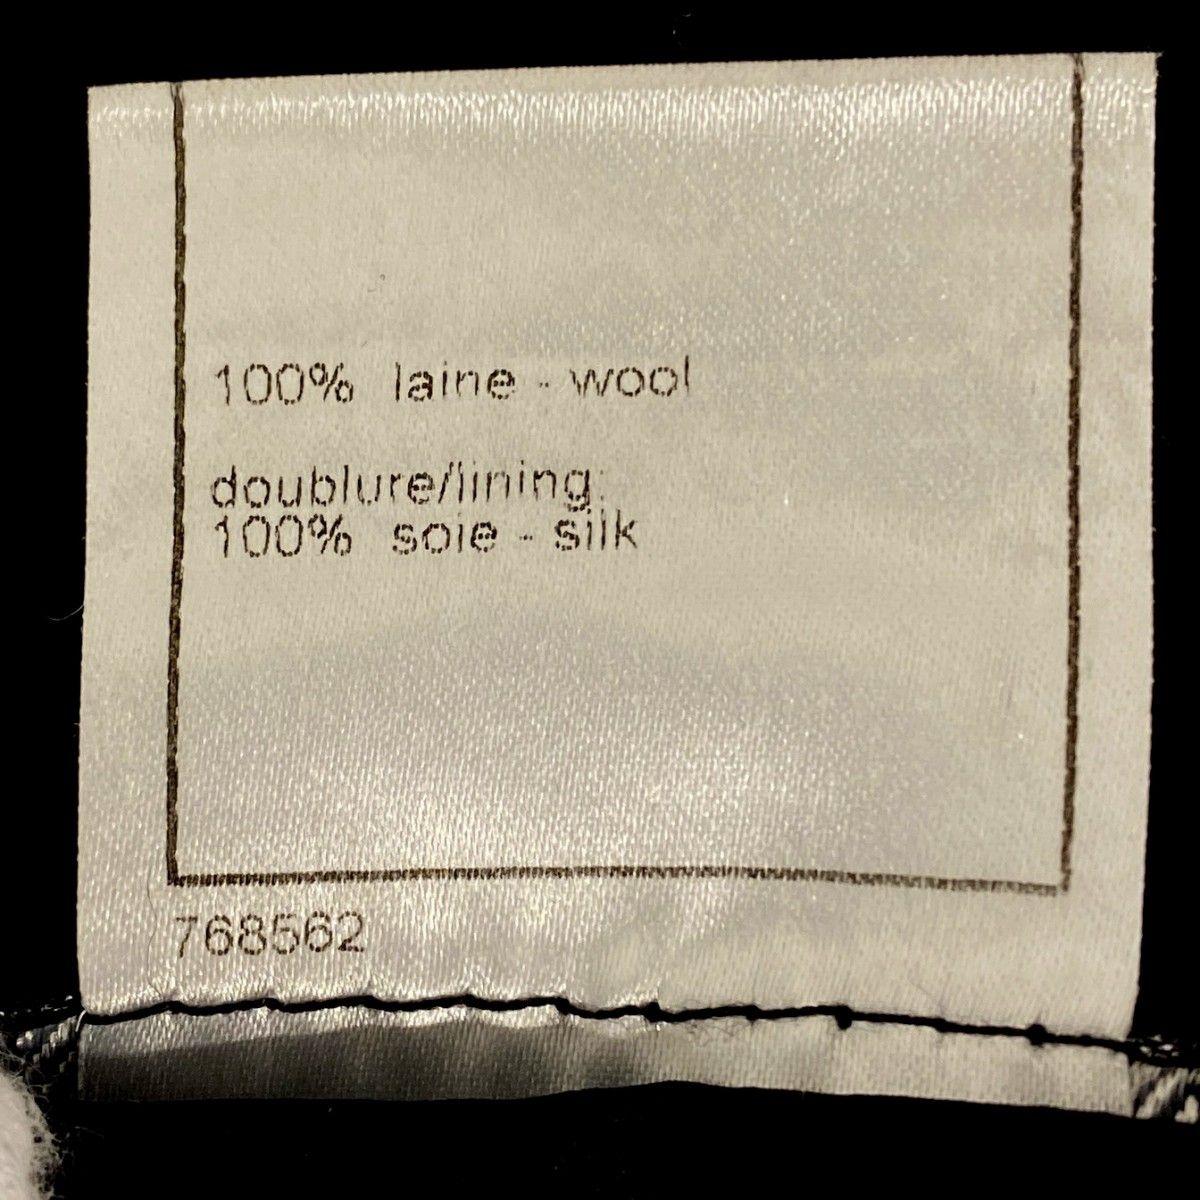 100% laine - wool
doublure/lining:
100% soie - silk
768562